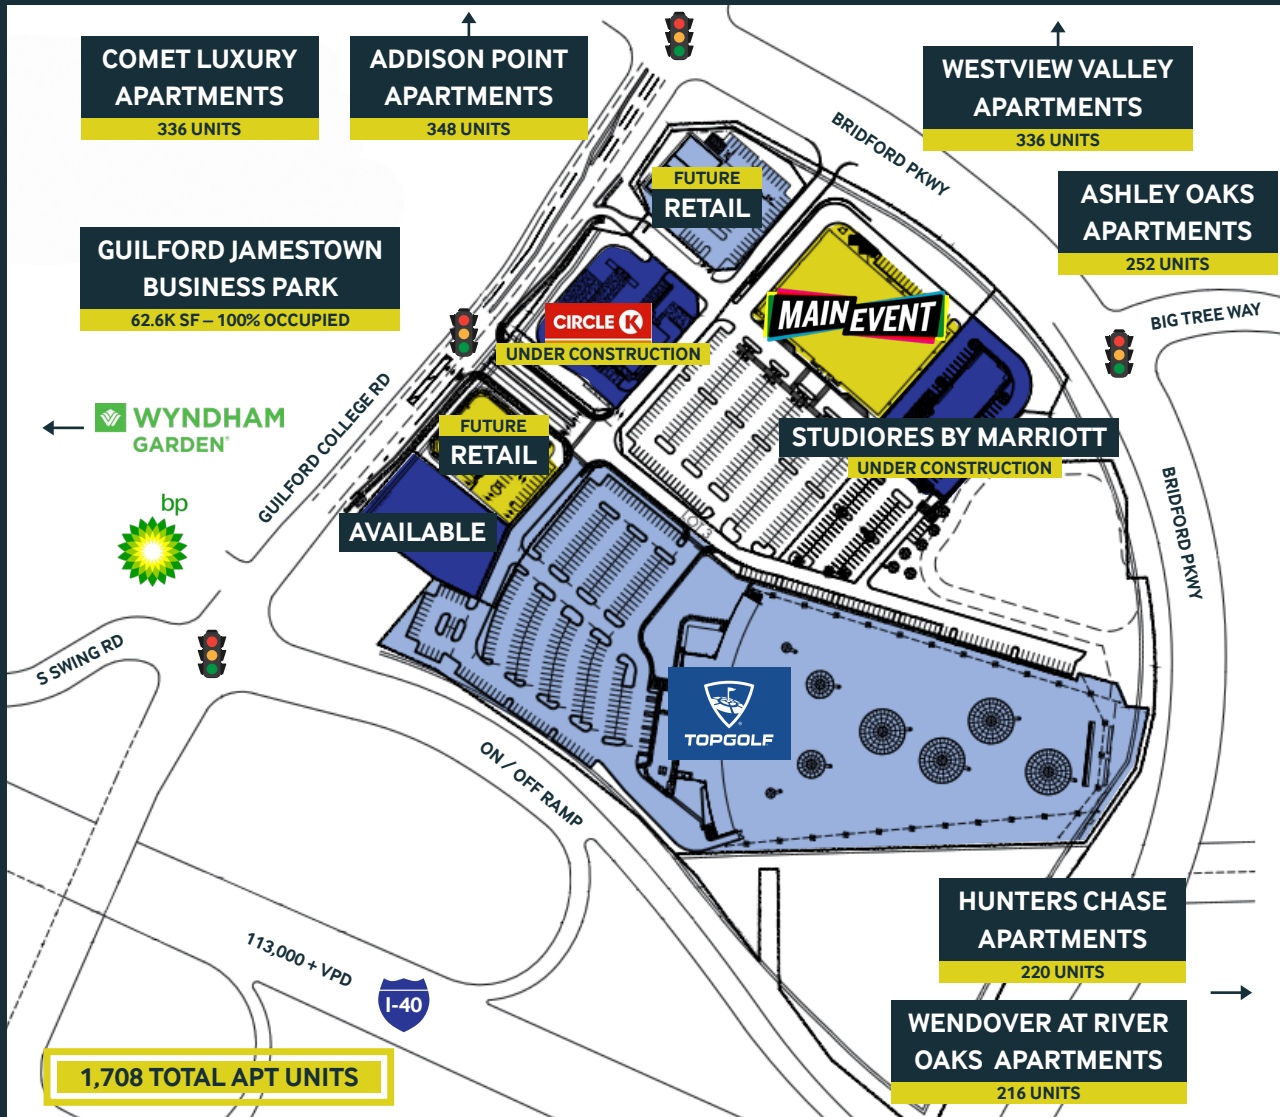 COMET LUXURY
APARTMENTS
336 UNITS
ADDISON POINT
APARTMENTS
348 UNITS
WESTVIEW VALLEY
APARTMENTS
336 UNITS
BRIDFORD PKWY
FUTURE
RETAIL
ASHLEY OAKS
APARTMENTS
252 UNITS
GUILFORD JAMESTOWN
BUSINESS PARK
62.6K SF – 100% OCCUPIED
CIRCLE K
UNDER CONSTRUCTION
MAIN EVENT
BIG TREE WAY
WYNDHAM
GARDEN®
GUILFORD COLLEGE RD
FUTURE
RETAIL
STUDIORES BY MARRIOTT
UNDER CONSTRUCTION
BRIDFORD PKWY
bp
AVAILABLE
S SWING RD
TOPGOLF
ON / OFF RAMP
113,000 + VPD
I-40
HUNTERS CHASE
APARTMENTS
220 UNITS
WENDOVER AT RIVER
OAKS APARTMENTS
216 UNITS
1,708 TOTAL APT UNITS